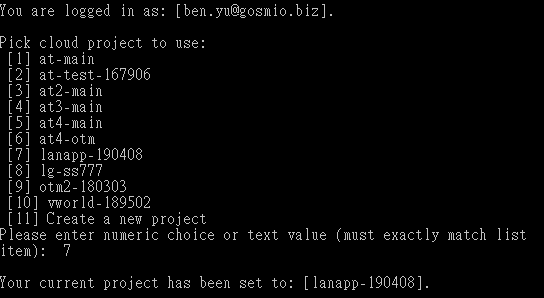 You are logged in as: [ben.yu@gosmio.biz].
Pick cloud project to use:
[1] at-main
[2] at-test-167906
[3] at2-main
[4] at3-main
[5] at4-main
[6] at4-otm
[7] lanapp-190408
[8] lg-ss777
[9] otm2-180303
[10] vworld-189502
[11] Create a new project
Please enter numeric choice or text value (must exactly match list
item):  7
Your current project has been set to: [lanapp-190408].